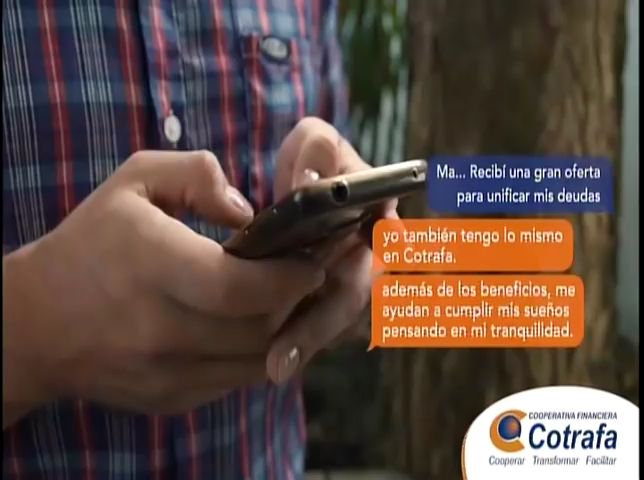 Ma... Recibí una gran oferta
para unificar mis deudas
yo también tengo lo mismo
en Cotrafa.
además de los beneficios, me
ayudan a cumplir mis sueños
pensando en mi tranquilidad.
COOPERATIVA FINANCIERA
Cotrafa
Cooperar Transformar Facilitar